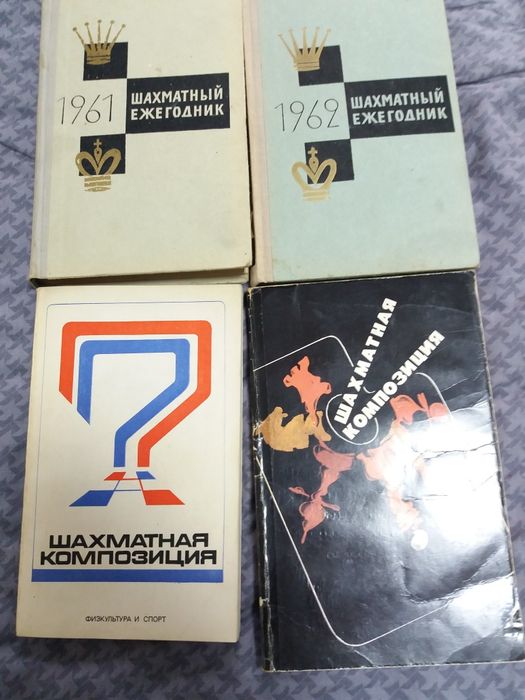 1961
ШАХМАТНЫЙ
ЕЖЕГОДНИК
1962
ШАХМАТНЫЙ
ЕЖЕГОДНИК
ШАХМАТНАЯ
КОМПОЗИЦИЯ
ФИЗКУЛЬТУРА И СПОРТ
ШАХМАТНАЯ
КОМПОЗИЦИЯ